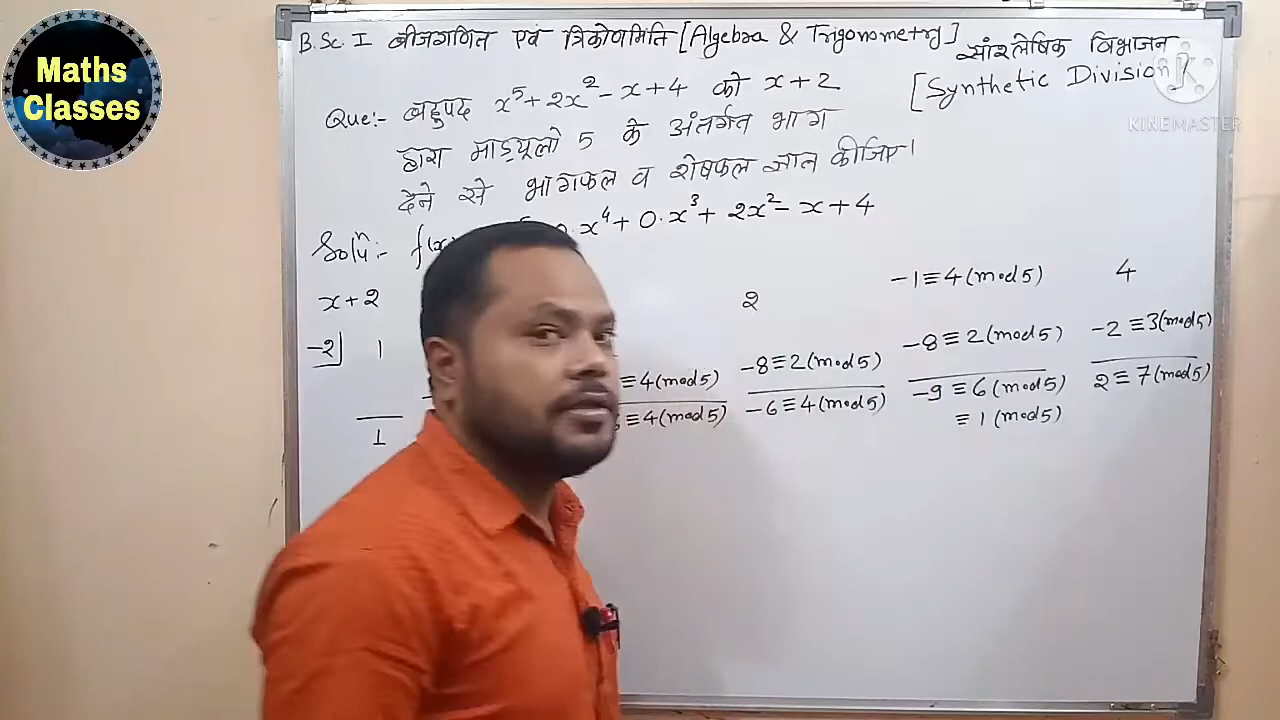 Maths
Classes
B.Sc. I बीजगणित एवं त्रिकोणमिति [Algebra & Trigonometry]
सांश्लेषिक विभाजन
[Synthetic Division]
KINEMASTER
Que:- बहुपद x⁵+2x²-x+4 को x+2
द्वारा माड्यूलो 5 के अंतर्गत भाग
देने से भागफल व शेषफल ज्ञात कीजिए।
Solⁿ:- f(x) x⁴+0·x³+2x²-x+4
x+2 2 -1≡4(mod5) 4
-2 1 ≡4(mod5) -8≡2(mod5) -8≡2(mod5) -2≡3(mod5)
1 ≡4(mod5) -6≡4(mod5) -9≡6(mod5) 2≡7(mod5)
≡1(mod5)